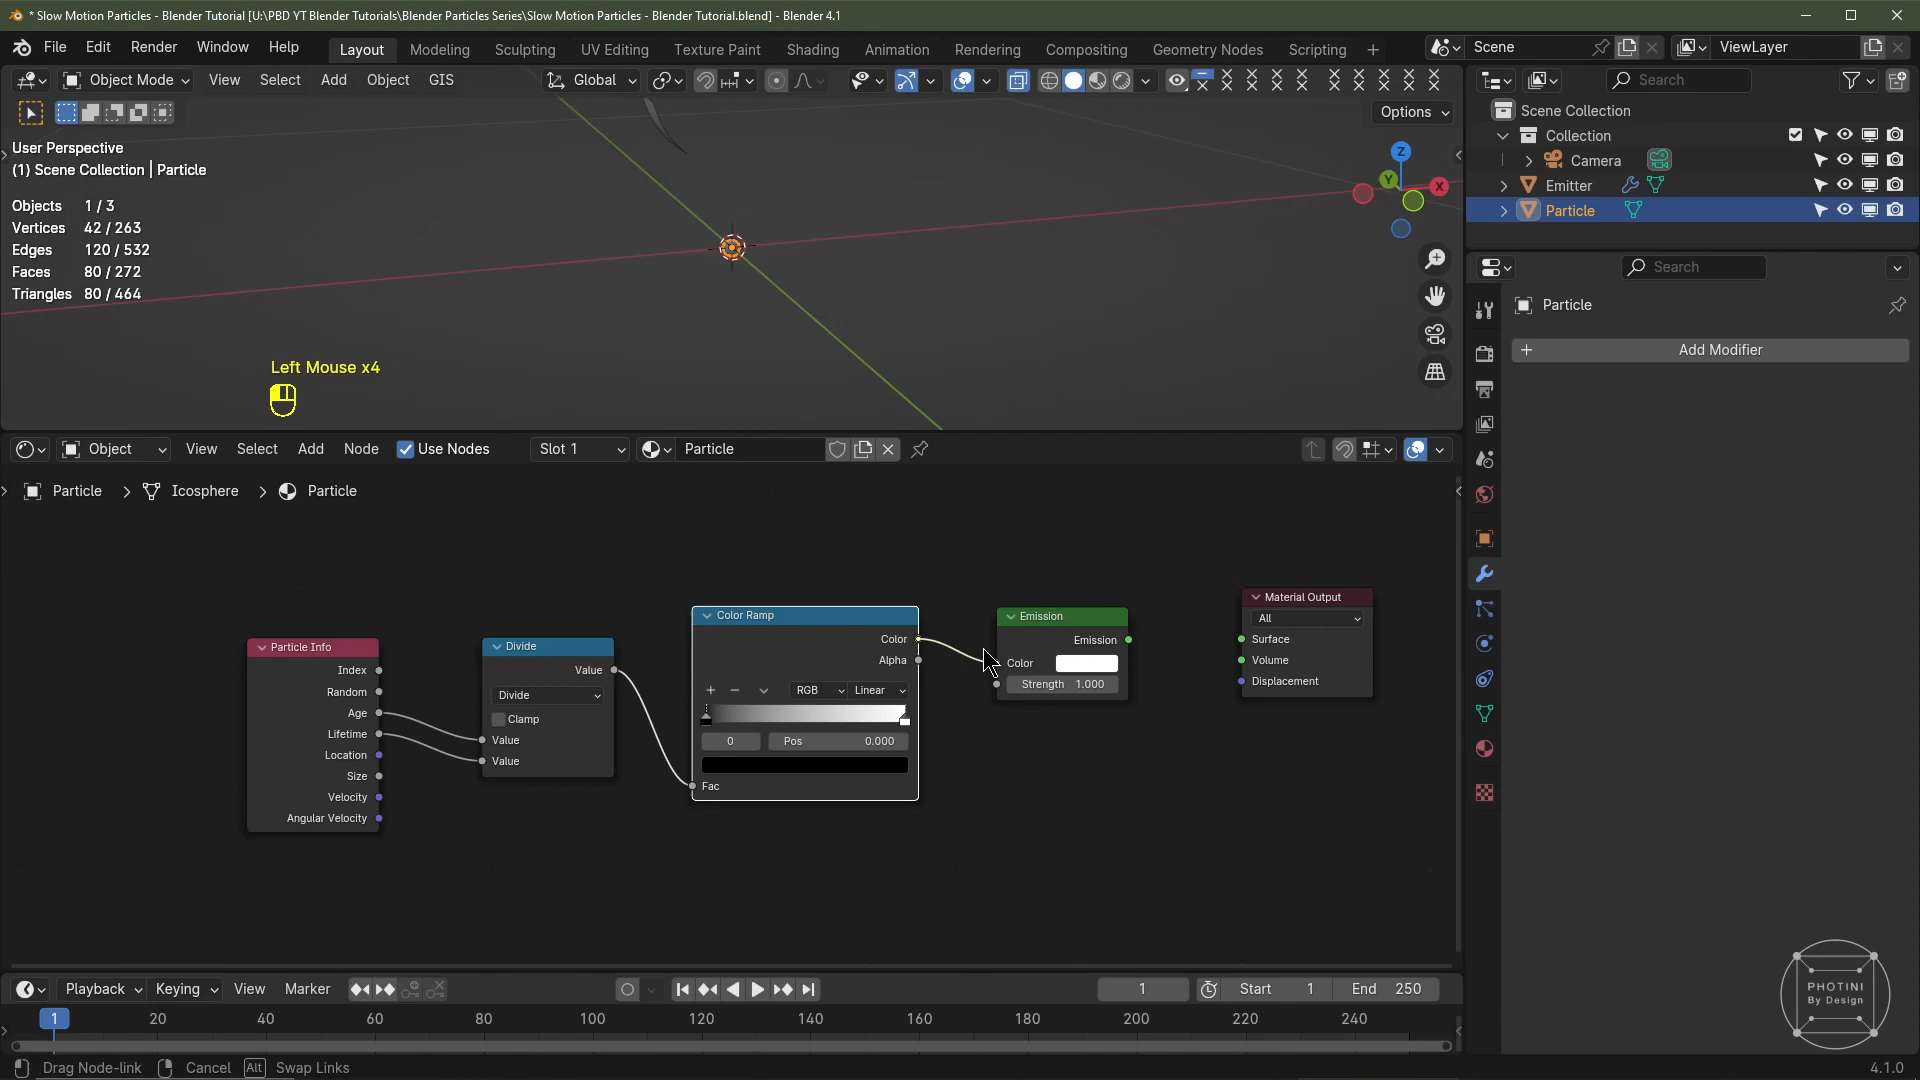 * Slow Motion Particles - Blender Tutorial [U:\PBD YT Blender Tutorials\Blender Particles Series\Slow Motion Particles - Blender Tutorial.blend] - Blender 4.1
File Edit Render Window Help Layout Modeling Sculpting UV Editing Texture Paint Shading Animation Rendering Compositing Geometry Nodes Scripting + Scene ViewLayer
Object Mode View Select Add Object GIS Global Search
Options
User Perspective
(1) Scene Collection | Particle
Objects 1 / 3
Vertices 42 / 263
Edges 120 / 532
Faces 80 / 272
Triangles 80 / 464
Z
Y
X
Left Mouse x4
Scene Collection
Collection
Camera
Emitter
Particle
Search
Particle
+ Add Modifier
Object View Select Add Node Use Nodes Slot 1 Particle
Particle > Icosphere > Particle
Particle Info
Index
Random
Age
Lifetime
Location
Size
Velocity
Angular Velocity
Divide
Value
Divide
Clamp
Value
Value
Color Ramp
Color
Alpha
+ − RGB Linear
0 Pos 0.000
Fac
Emission
Emission
Color
Strength 1.000
Material Output
All
Surface
Volume
Displacement
Playback Keying View Marker 1 Start 1 End 250
1 20 40 60 80 100 120 140 160 180 200 220 240
Drag Node-link Cancel Alt Swap Links 4.1.0
PHOTINI
By Design